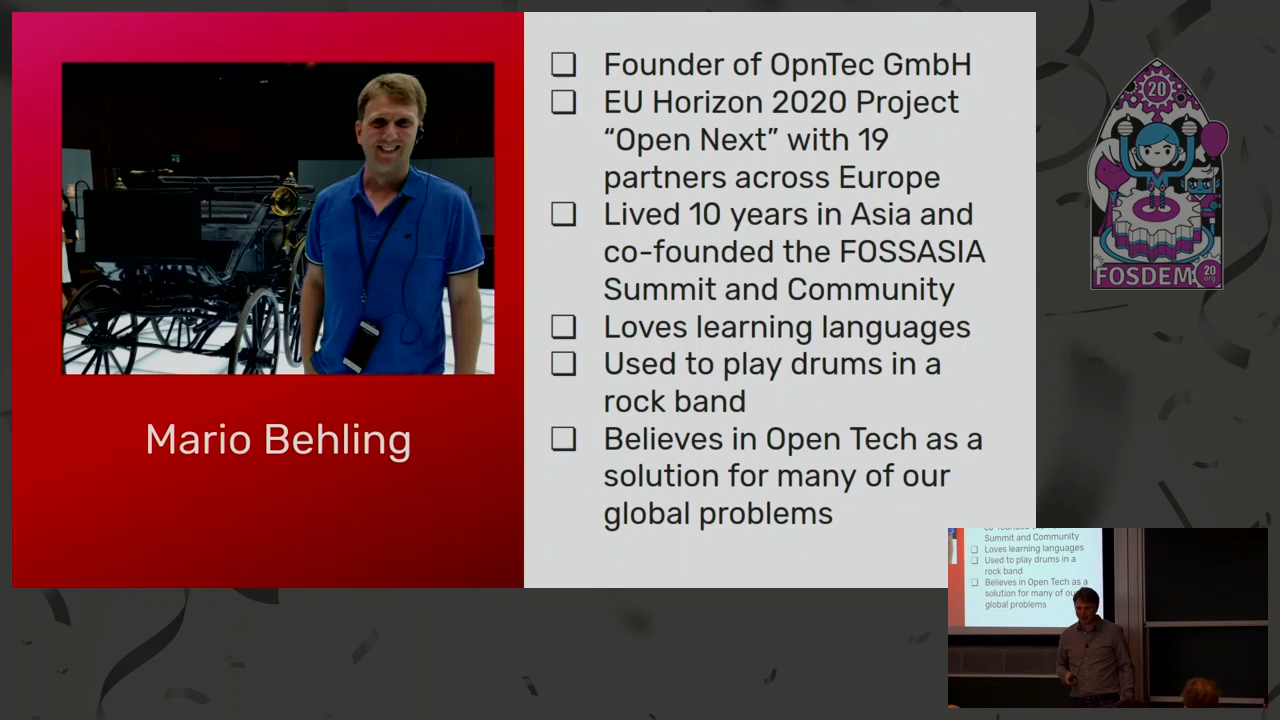 Founder of OpnTec GmbH
EU Horizon 2020 Project
“Open Next” with 19
partners across Europe
Lived 10 years in Asia and
co-founded the FOSSASIA
Summit and Community
Loves learning languages
Used to play drums in a
rock band
Believes in Open Tech as a
solution for many of our
global problems
Mario Behling
20
FOSDEM
20
.org
Summit and Community
Loves learning languages
Used to play drums in a
rock band
Believes in Open Tech as a
solution for many of our
global problems